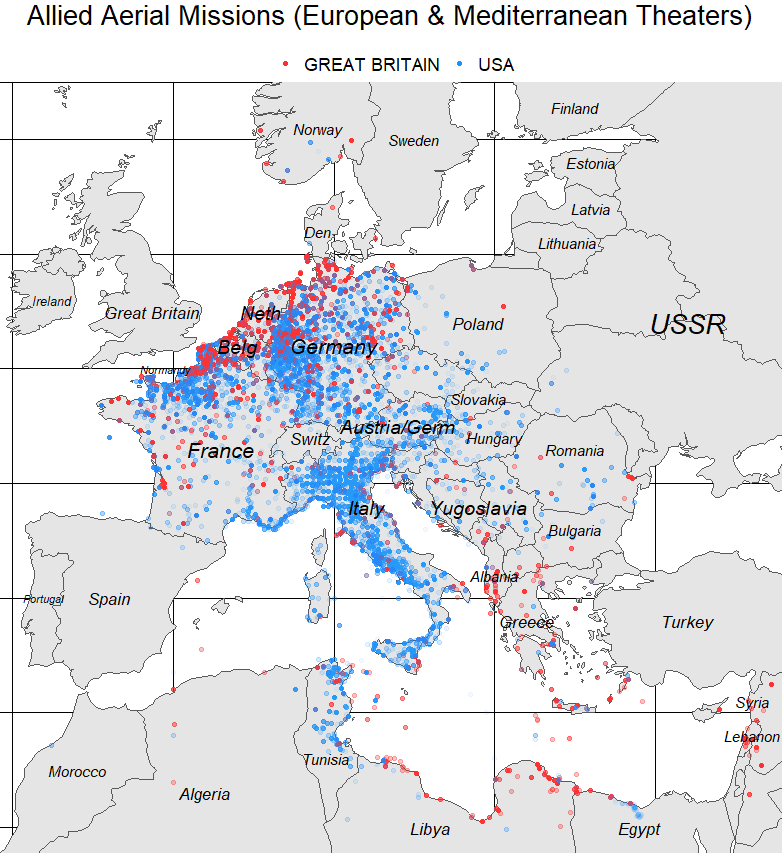 Allied Aerial Missions (European & Mediterranean Theaters)
GREAT BRITAIN USA
Finland
Norway
Sweden
Estonia
Latvia
Den
Lithuania
Ireland
Great Britain
Neth
Poland
USSR
Belg
Germany
Normandy
Slovakia
Austria/Germ
Switz
Hungary
France
Romania
Italy
Yugoslavia
Bulgaria
Albania
Portugal
Spain
Greece
Turkey
Syria
Lebanon
Tunisia
Morocco
Algeria
Libya
Egypt